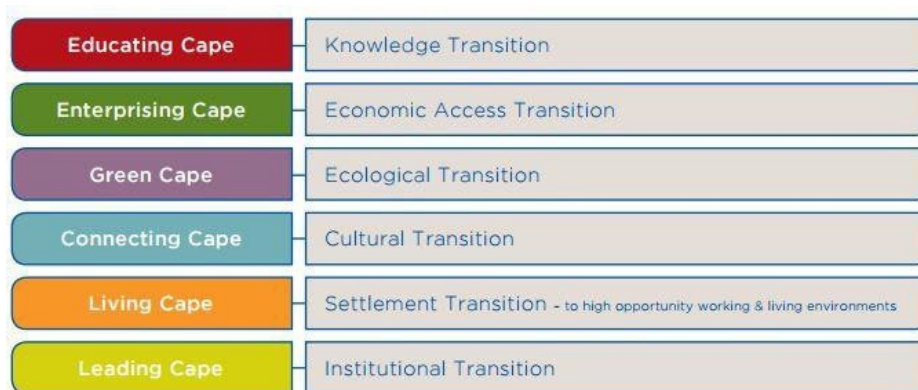 Educating Cape Knowledge Transition
Enterprising Cape Economic Access Transition
Green Cape Ecological Transition
Connecting Cape Cultural Transition
Living Cape Settlement Transition - to high opportunity working & living environments
Leading Cape Institutional Transition